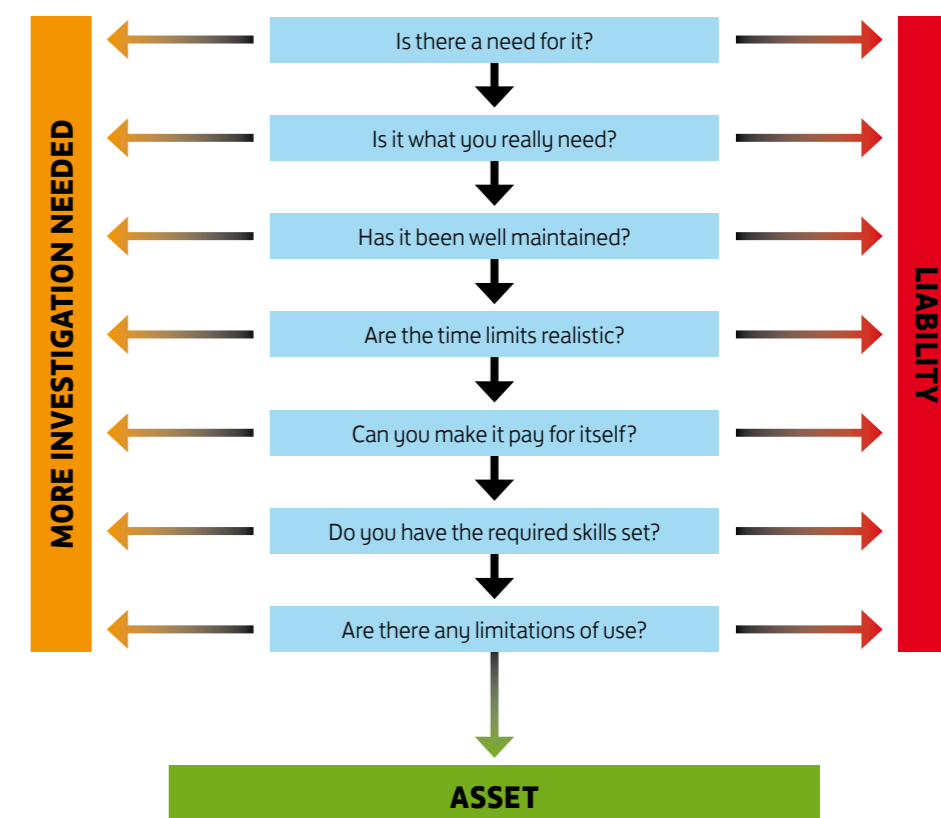 MORE INVESTIGATION NEEDED
Is there a need for it?
Is it what you really need?
Has it been well maintained?
Are the time limits realistic?
Can you make it pay for itself?
Do you have the required skills set?
Are there any limitations of use?
LIABILITY
ASSET